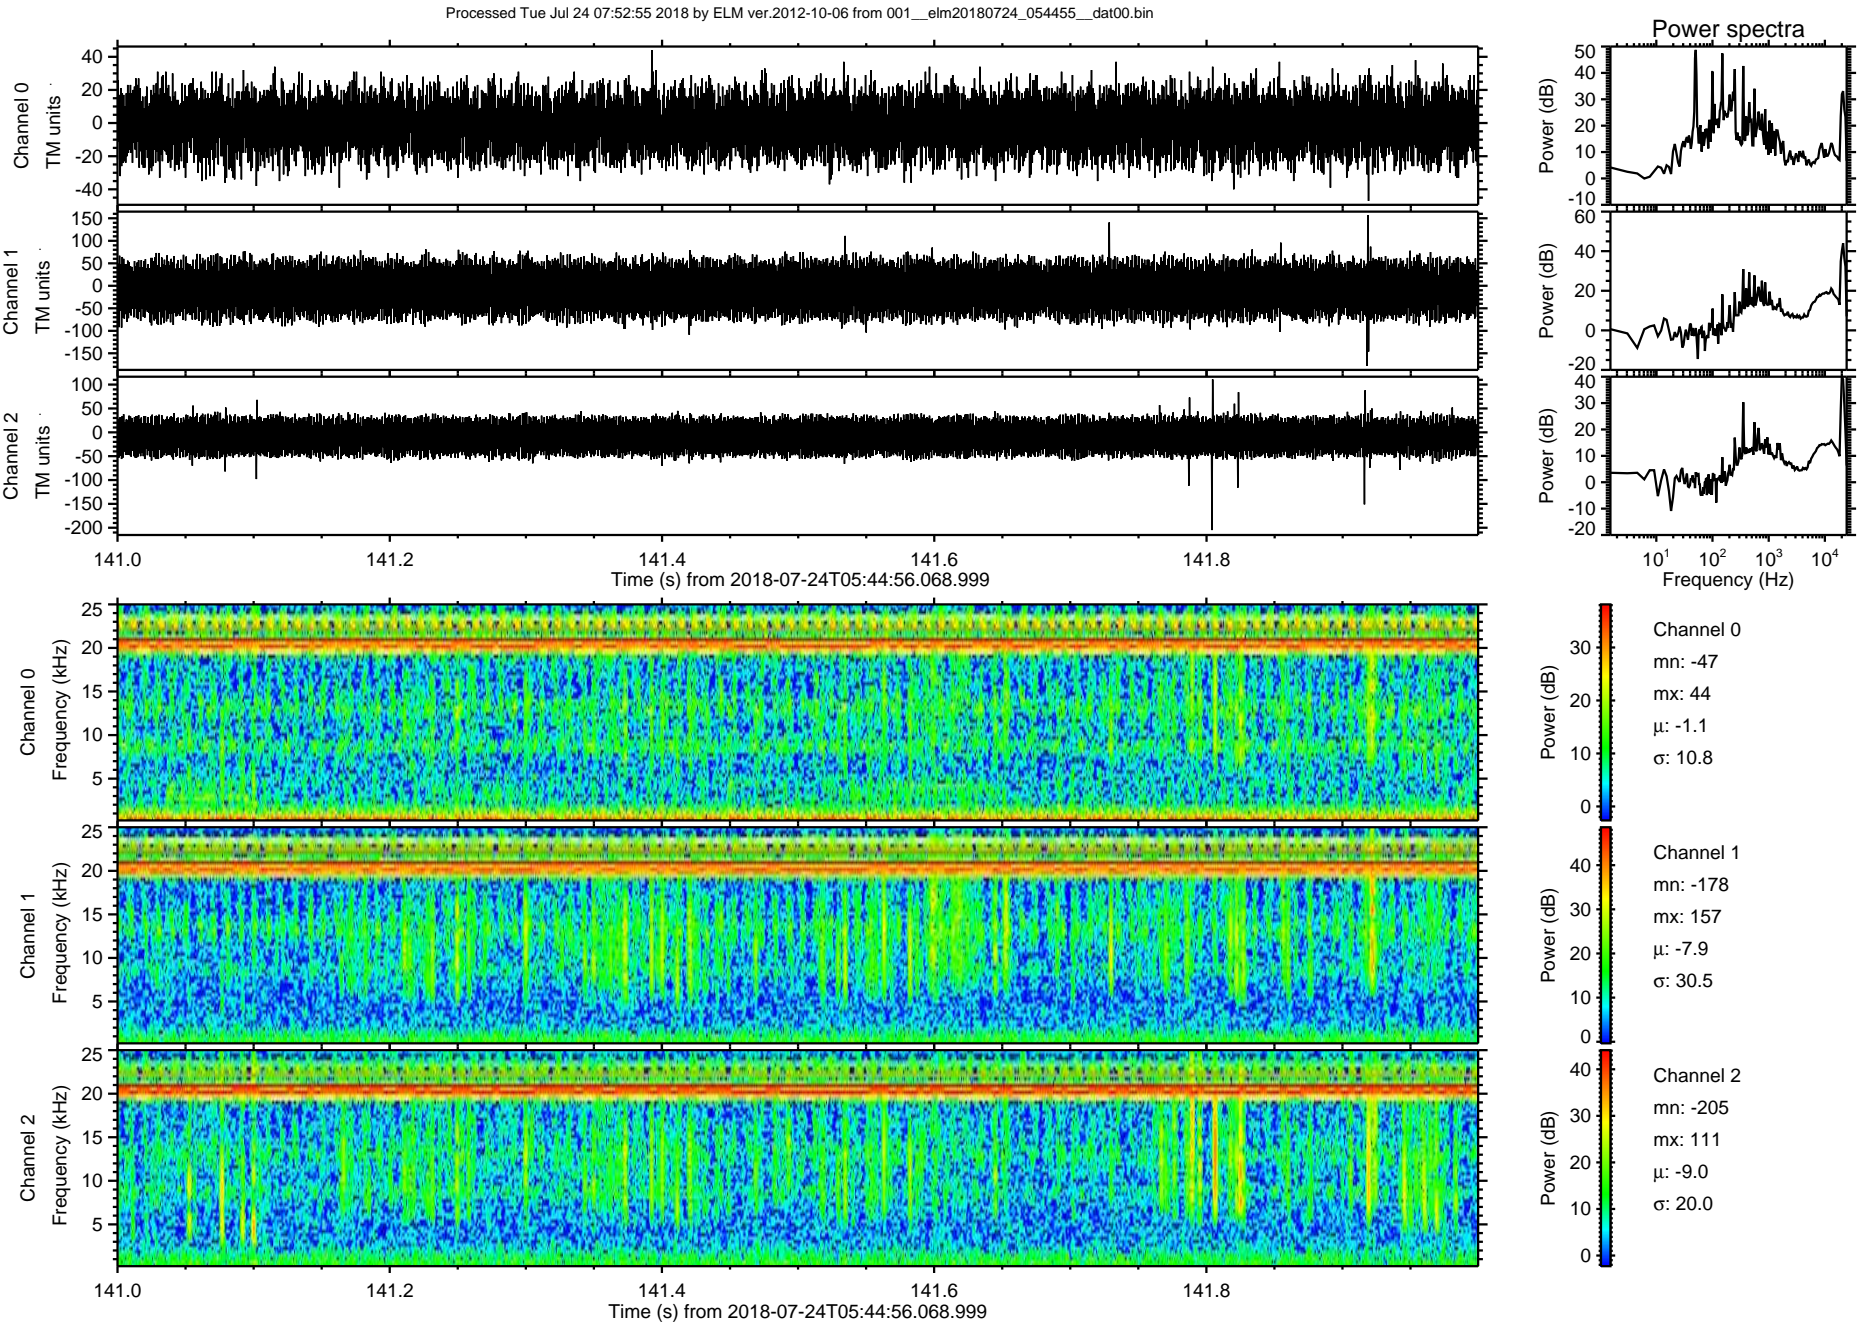 Processed Tue Jul 24 07:52:55 2018 by ELM ver.2012-10-06 from 001__elm20180724_054455__dat00.bin
Power spectra
Channel 0
TM units
40
20
0
-20
-40
Power (dB)
50
40
30
20
10
0
-10
Channel 1
TM units
150
100
50
0
-50
-100
-150
Power (dB)
60
40
20
0
-20
Channel 2
TM units
100
50
0
-50
-100
-150
-200
Power (dB)
40
30
20
10
0
-10
-20
141.0 141.2 141.4 141.6 141.8
Time (s) from 2018-07-24T05:44:56.068.999
10¹ 10² 10³ 10⁴
Frequency (Hz)
Channel 0
Frequency (kHz)
25
20
15
10
5
Power (dB)
30
20
10
0
Channel 0
mn: -47
mx: 44
μ: -1.1
σ: 10.8
Channel 1
Frequency (kHz)
25
20
15
10
5
Power (dB)
40
30
20
10
0
Channel 1
mn: -178
mx: 157
μ: -7.9
σ: 30.5
Channel 2
Frequency (kHz)
25
20
15
10
5
Power (dB)
40
30
20
10
0
Channel 2
mn: -205
mx: 111
μ: -9.0
σ: 20.0
141.0 141.2 141.4 141.6 141.8
Time (s) from 2018-07-24T05:44:56.068.999